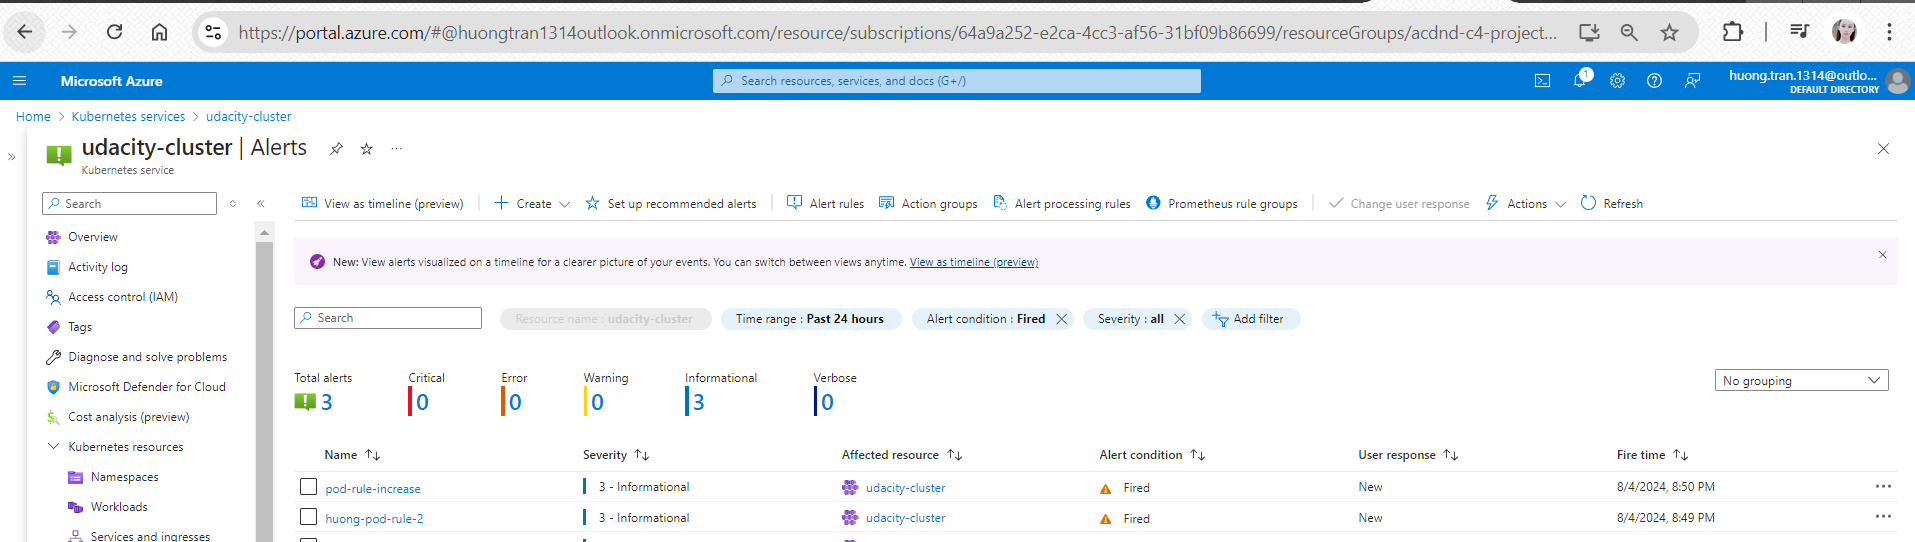 https://portal.azure.com/#@huongtran1314outlook.onmicrosoft.com/resource/subscriptions/64a9a252-e2ca-4cc3-af56-31bf09b86699/resourceGroups/acdnd-c4-project...
Microsoft Azure
Search resources, services, and docs (G+/)
1
huong.tran.1314@outlo...
DEFAULT DIRECTORY
Home > Kubernetes services > udacity-cluster
udacity-cluster | Alerts
Kubernetes service
Search
View as timeline (preview) Create Set up recommended alerts Alert rules Action groups Alert processing rules Prometheus rule groups Change user response Actions Refresh
Overview
Activity log
Access control (IAM)
Tags
Diagnose and solve problems
Microsoft Defender for Cloud
Cost analysis (preview)
Kubernetes resources
Namespaces
Workloads
Services and ingresses
New: View alerts visualized on a timeline for a clearer picture of your events. You can switch between views anytime. View as timeline (preview)
Search
Resource name : udacity-cluster
Time range : Past 24 hours
Alert condition : Fired
Severity : all
Add filter
Total alerts Critical Error Warning Informational Verbose
3 0 0 0 3 0
No grouping
Name Severity Affected resource Alert condition User response Fire time
pod-rule-increase 3 - Informational udacity-cluster Fired New 8/4/2024, 8:50 PM
huong-pod-rule-2 3 - Informational udacity-cluster Fired New 8/4/2024, 8:49 PM